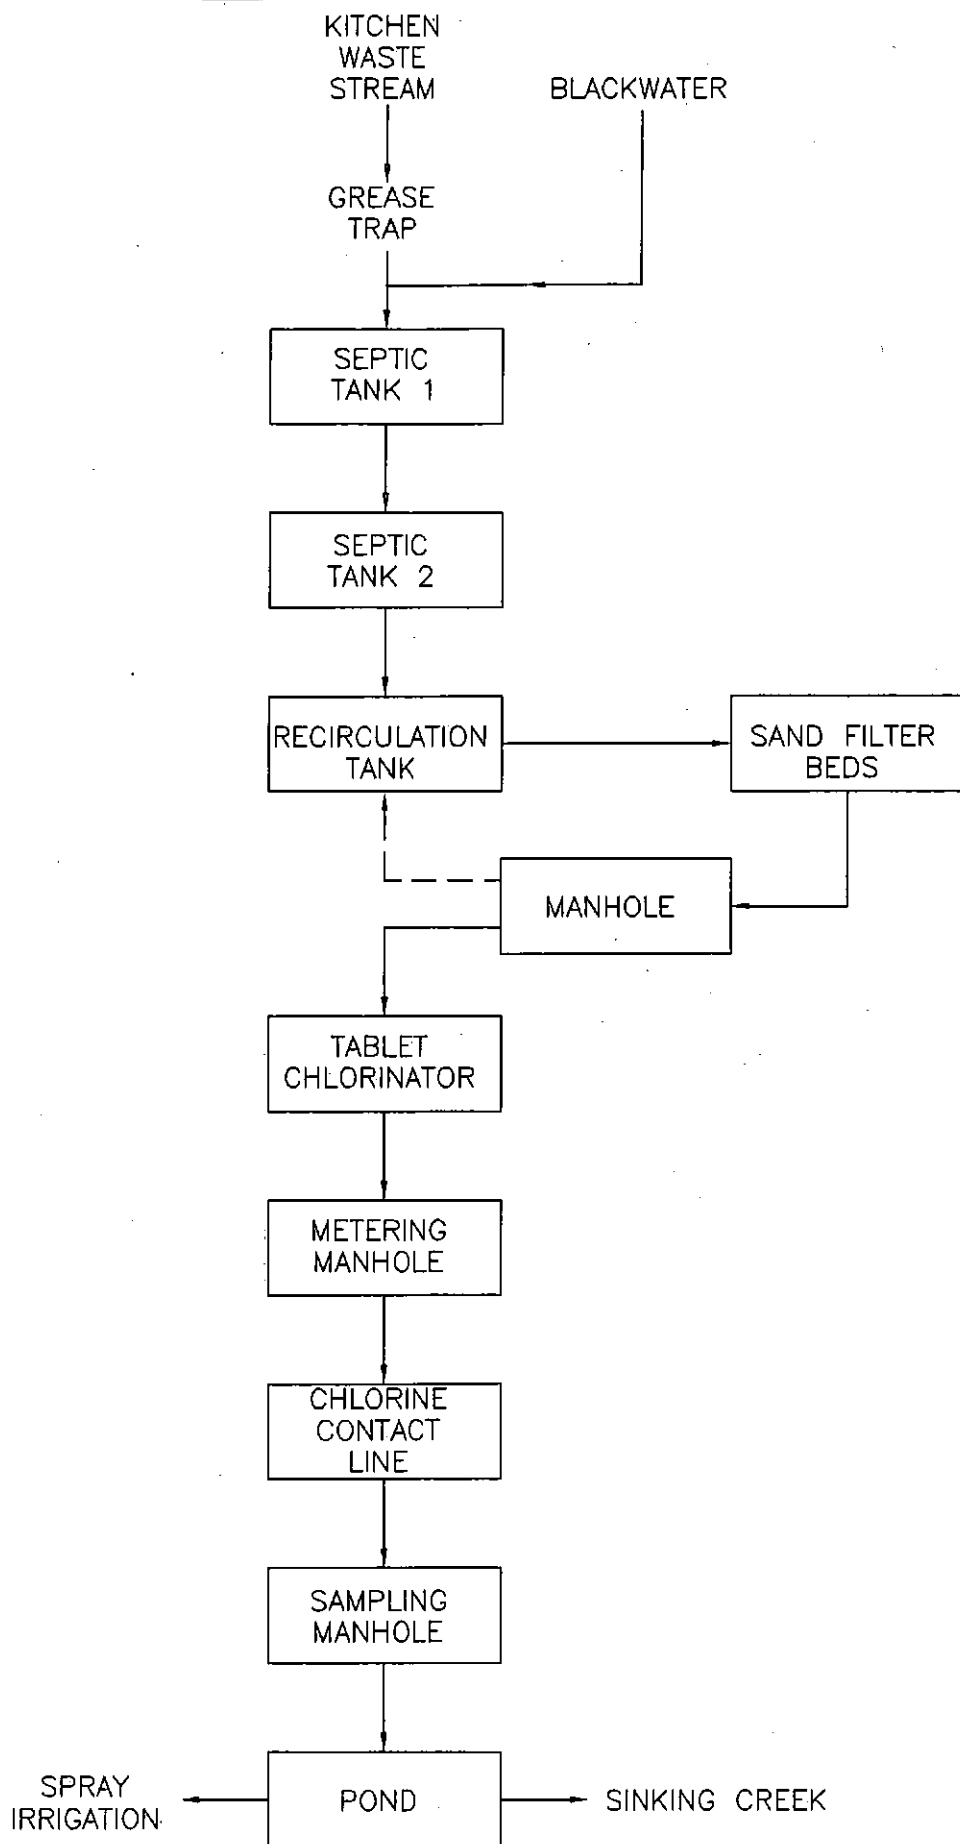 KITCHEN
WASTE
STREAM
BLACKWATER
GREASE
TRAP
SEPTIC
TANK 1
SEPTIC
TANK 2
RECIRCULATION
TANK
SAND FILTER
BEDS
MANHOLE
TABLET
CHLORINATOR
METERING
MANHOLE
CHLORINE
CONTACT
LINE
SAMPLING
MANHOLE
SPRAY
IRRIGATION
POND
SINKING CREEK